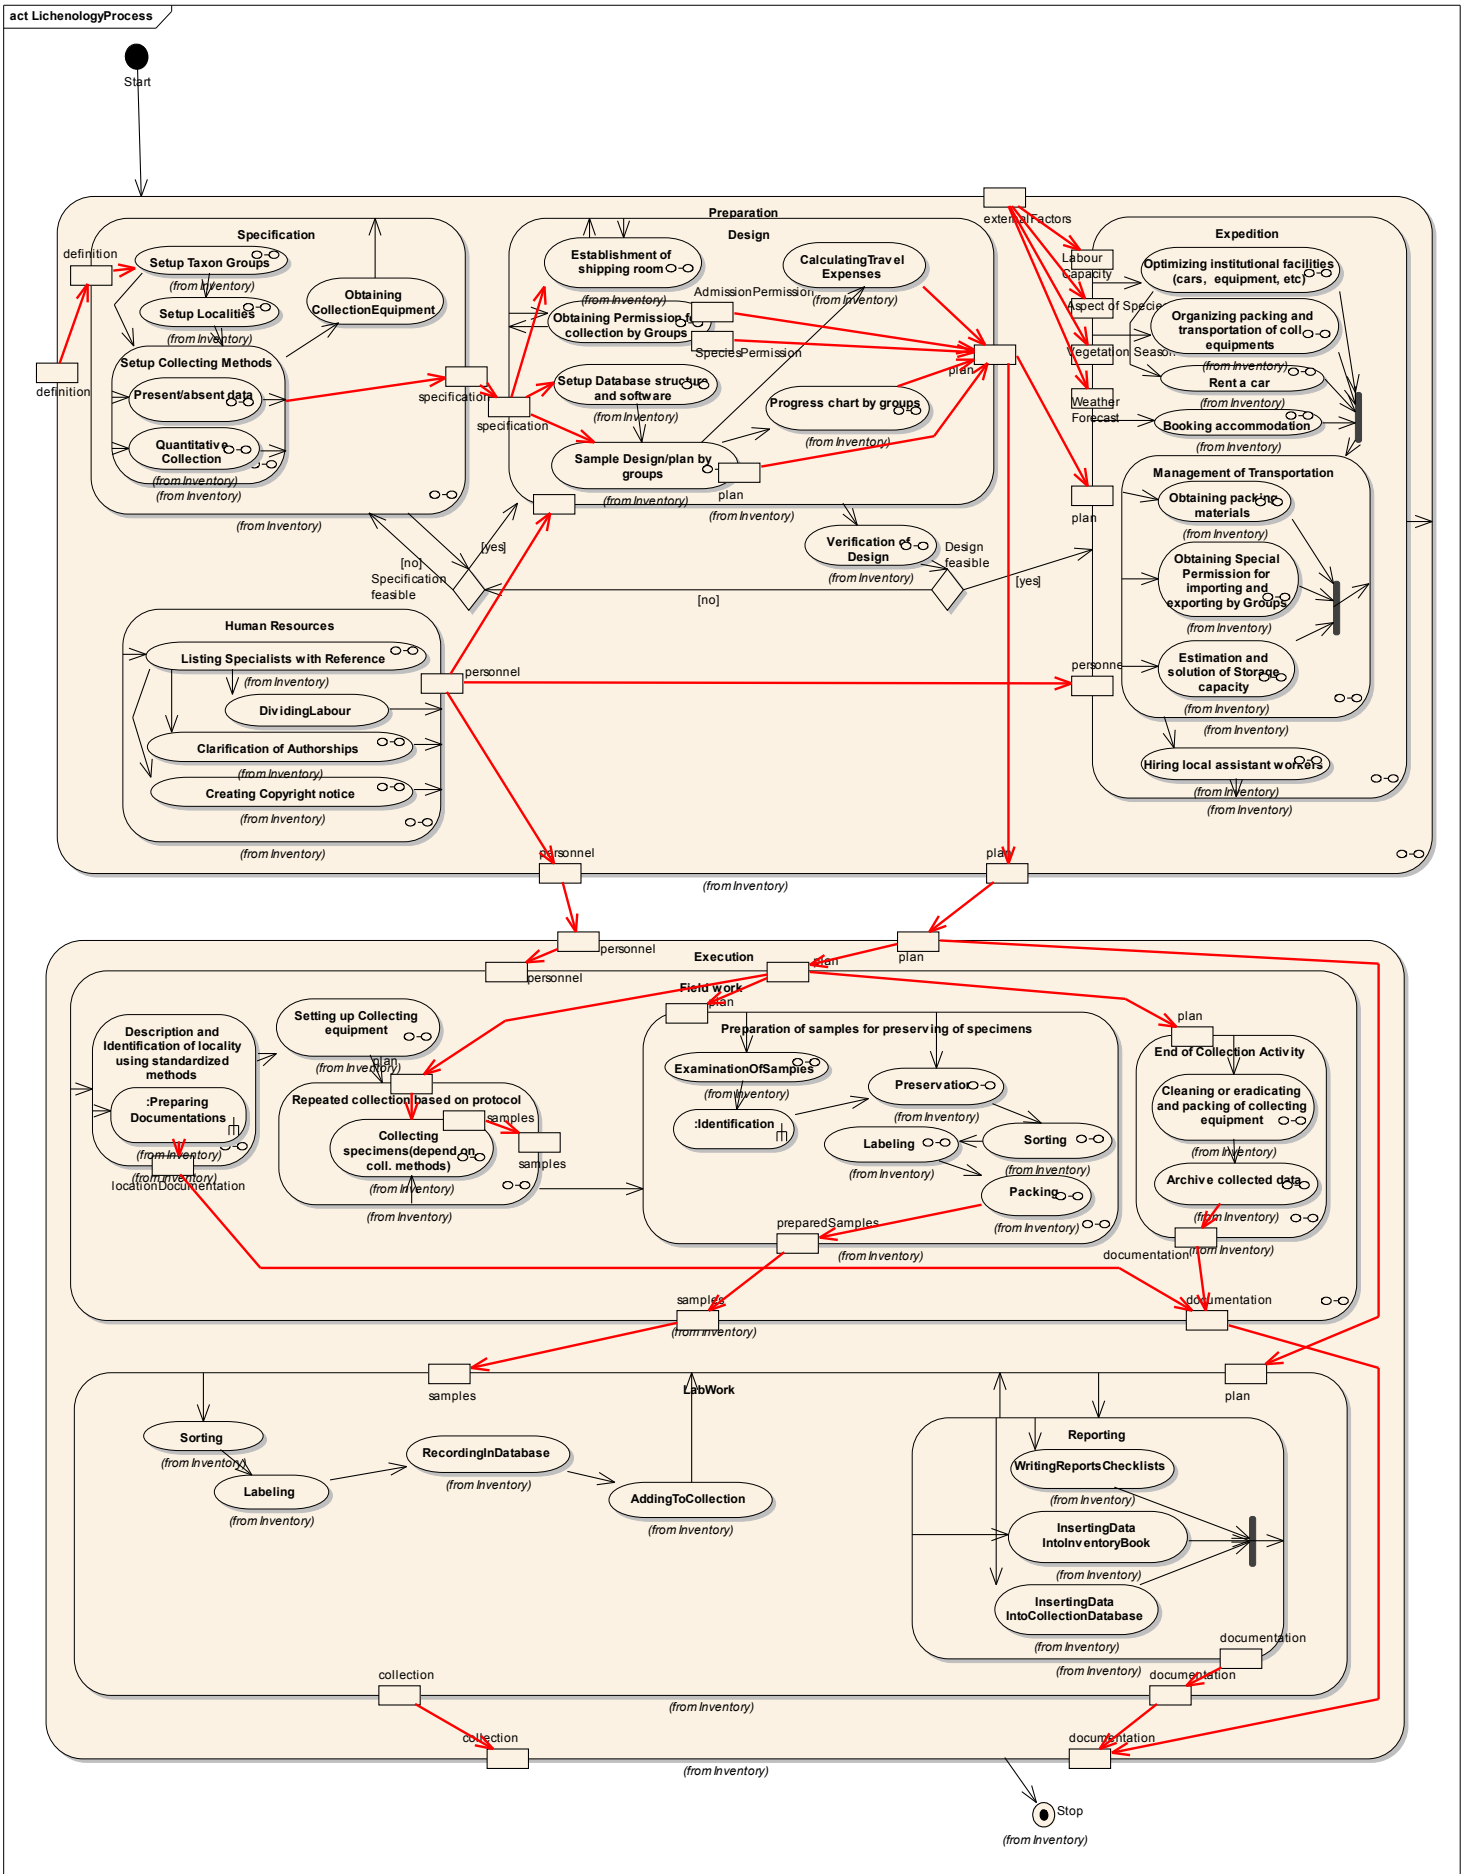 act LichenologyProcess
Start
Preparation
externalFactors
definition
definition
Specification
Setup Taxon Groups
(from Inventory)
Setup Localities
(from Inventory)
Obtaining
CollectionEquipment
Setup Collecting Methods
Present/absent data
Quantitative
Collection
(from Inventory)
(from Inventory)
(from Inventory)
specification
specification
Design
Establishment of
shipping room
(from Inventory)
CalculatingTravel
Expenses
(from Inventory)
AdmissionPermission
Obtaining Permission for
collection by Groups
SpeciesPermission
Setup Database structure
and software
(from Inventory)
Progress chart by groups
(from Inventory)
Sample Design/plan by
groups
(from Inventory)
plan
plan
(from Inventory)
Verification of
Design
(from Inventory)
Design
feasible
[yes]
[no]
[yes]
[no]
Specification
feasible
Expedition
Labour
Capacity
Aspect of Species
Vegetation Season
Weather
Forecast
Optimizing institutional facilities
(cars, equipment, etc)
Organizing packing and
transportation of coll
equipments
(from Inventory)
Rent a car
(from Inventory)
Booking accommodation
(from Inventory)
plan
Management of Transportation
Obtaining packing
materials
(from Inventory)
Obtaining Special
Permission for
importing and
exporting by Groups
(from Inventory)
Estimation and
solution of Storage
capacity
(from Inventory)
(from Inventory)
Hiring local assistant workers
(from Inventory)
(from Inventory)
Human Resources
Listing Specialists with Reference
(from Inventory)
DividingLabour
Clarification of Authorships
(from Inventory)
Creating Copyright notice
(from Inventory)
(from Inventory)
personnel
personnel
personnel
plan
(from Inventory)
personnel
plan
Execution
personnel
plan
Field work
Description and
Identification of locality
using standardized
methods
:Preparing
Documentations
(from Inventory)
(from Inventory)
locationDocumentation
Setting up Collecting
equipment
(from Inventory)
plan
Repeated collection based on protocol
samples
samples
Collecting
specimens(depend on
coll. methods)
(from Inventory)
(from Inventory)
plan
Preparation of samples for preserving of specimens
ExaminationOfSamples
(from Inventory)
:Identification
Preservation
(from Inventory)
Labeling
(from Inventory)
Sorting
(from Inventory)
Packing
(from Inventory)
preparedSamples
(from Inventory)
plan
End of Collection Activity
Cleaning or eradicating
and packing of collecting
equipment
(from Inventory)
Archive collected data
(from Inventory)
documentation
(from Inventory)
samples
(from Inventory)
documentation
samples
LabWork
plan
Sorting
(from Inventory)
Labeling
(from Inventory)
RecordingInDatabase
(from Inventory)
AddingToCollection
(from Inventory)
Reporting
WritingReportsChecklists
(from Inventory)
InsertingData
IntoInventoryBook
(from Inventory)
InsertingData
IntoCollectionDatabase
(from Inventory)
documentation
(from Inventory)
collection
documentation
(from Inventory)
collection
documentation
(from Inventory)
Stop
(from Inventory)